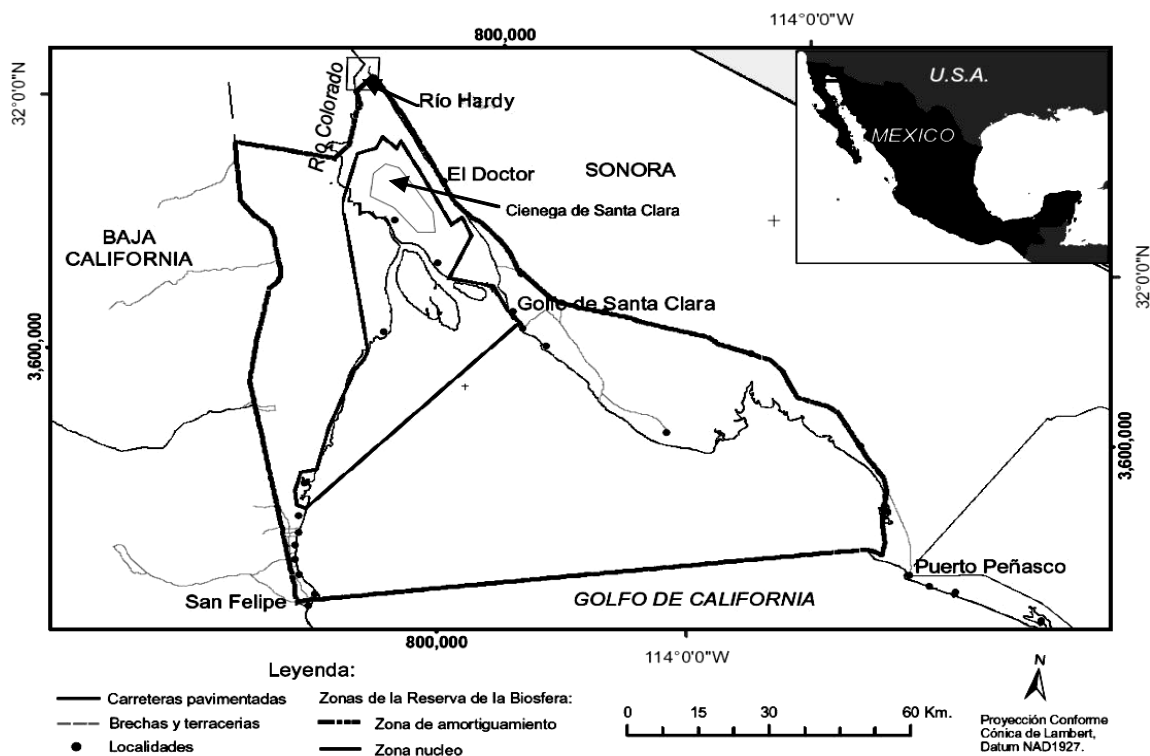 114°0'0"W
800,000
32°0'0"N
U.S.A.
MEXICO
Río Colorado
Río Hardy
El Doctor
SONORA
Cienega de Santa Clara
BAJA
CALIFORNIA
32°0'0"N
Golfo de Santa Clara
3,600,000
3,600,000
Puerto Peñasco
San Felipe
GOLFO DE CALIFORNIA
800,000
114°0'0"W
Leyenda:
Carreteras pavimentadas
Brechas y terracerias
Localidades
Zonas de la Reserva de la Biosfera:
Zona de amortiguamiento
Zona nucleo
0 15 30 60 Km.
N
Proyección Conforme
Cónica de Lambert,
Datum NAD1927.